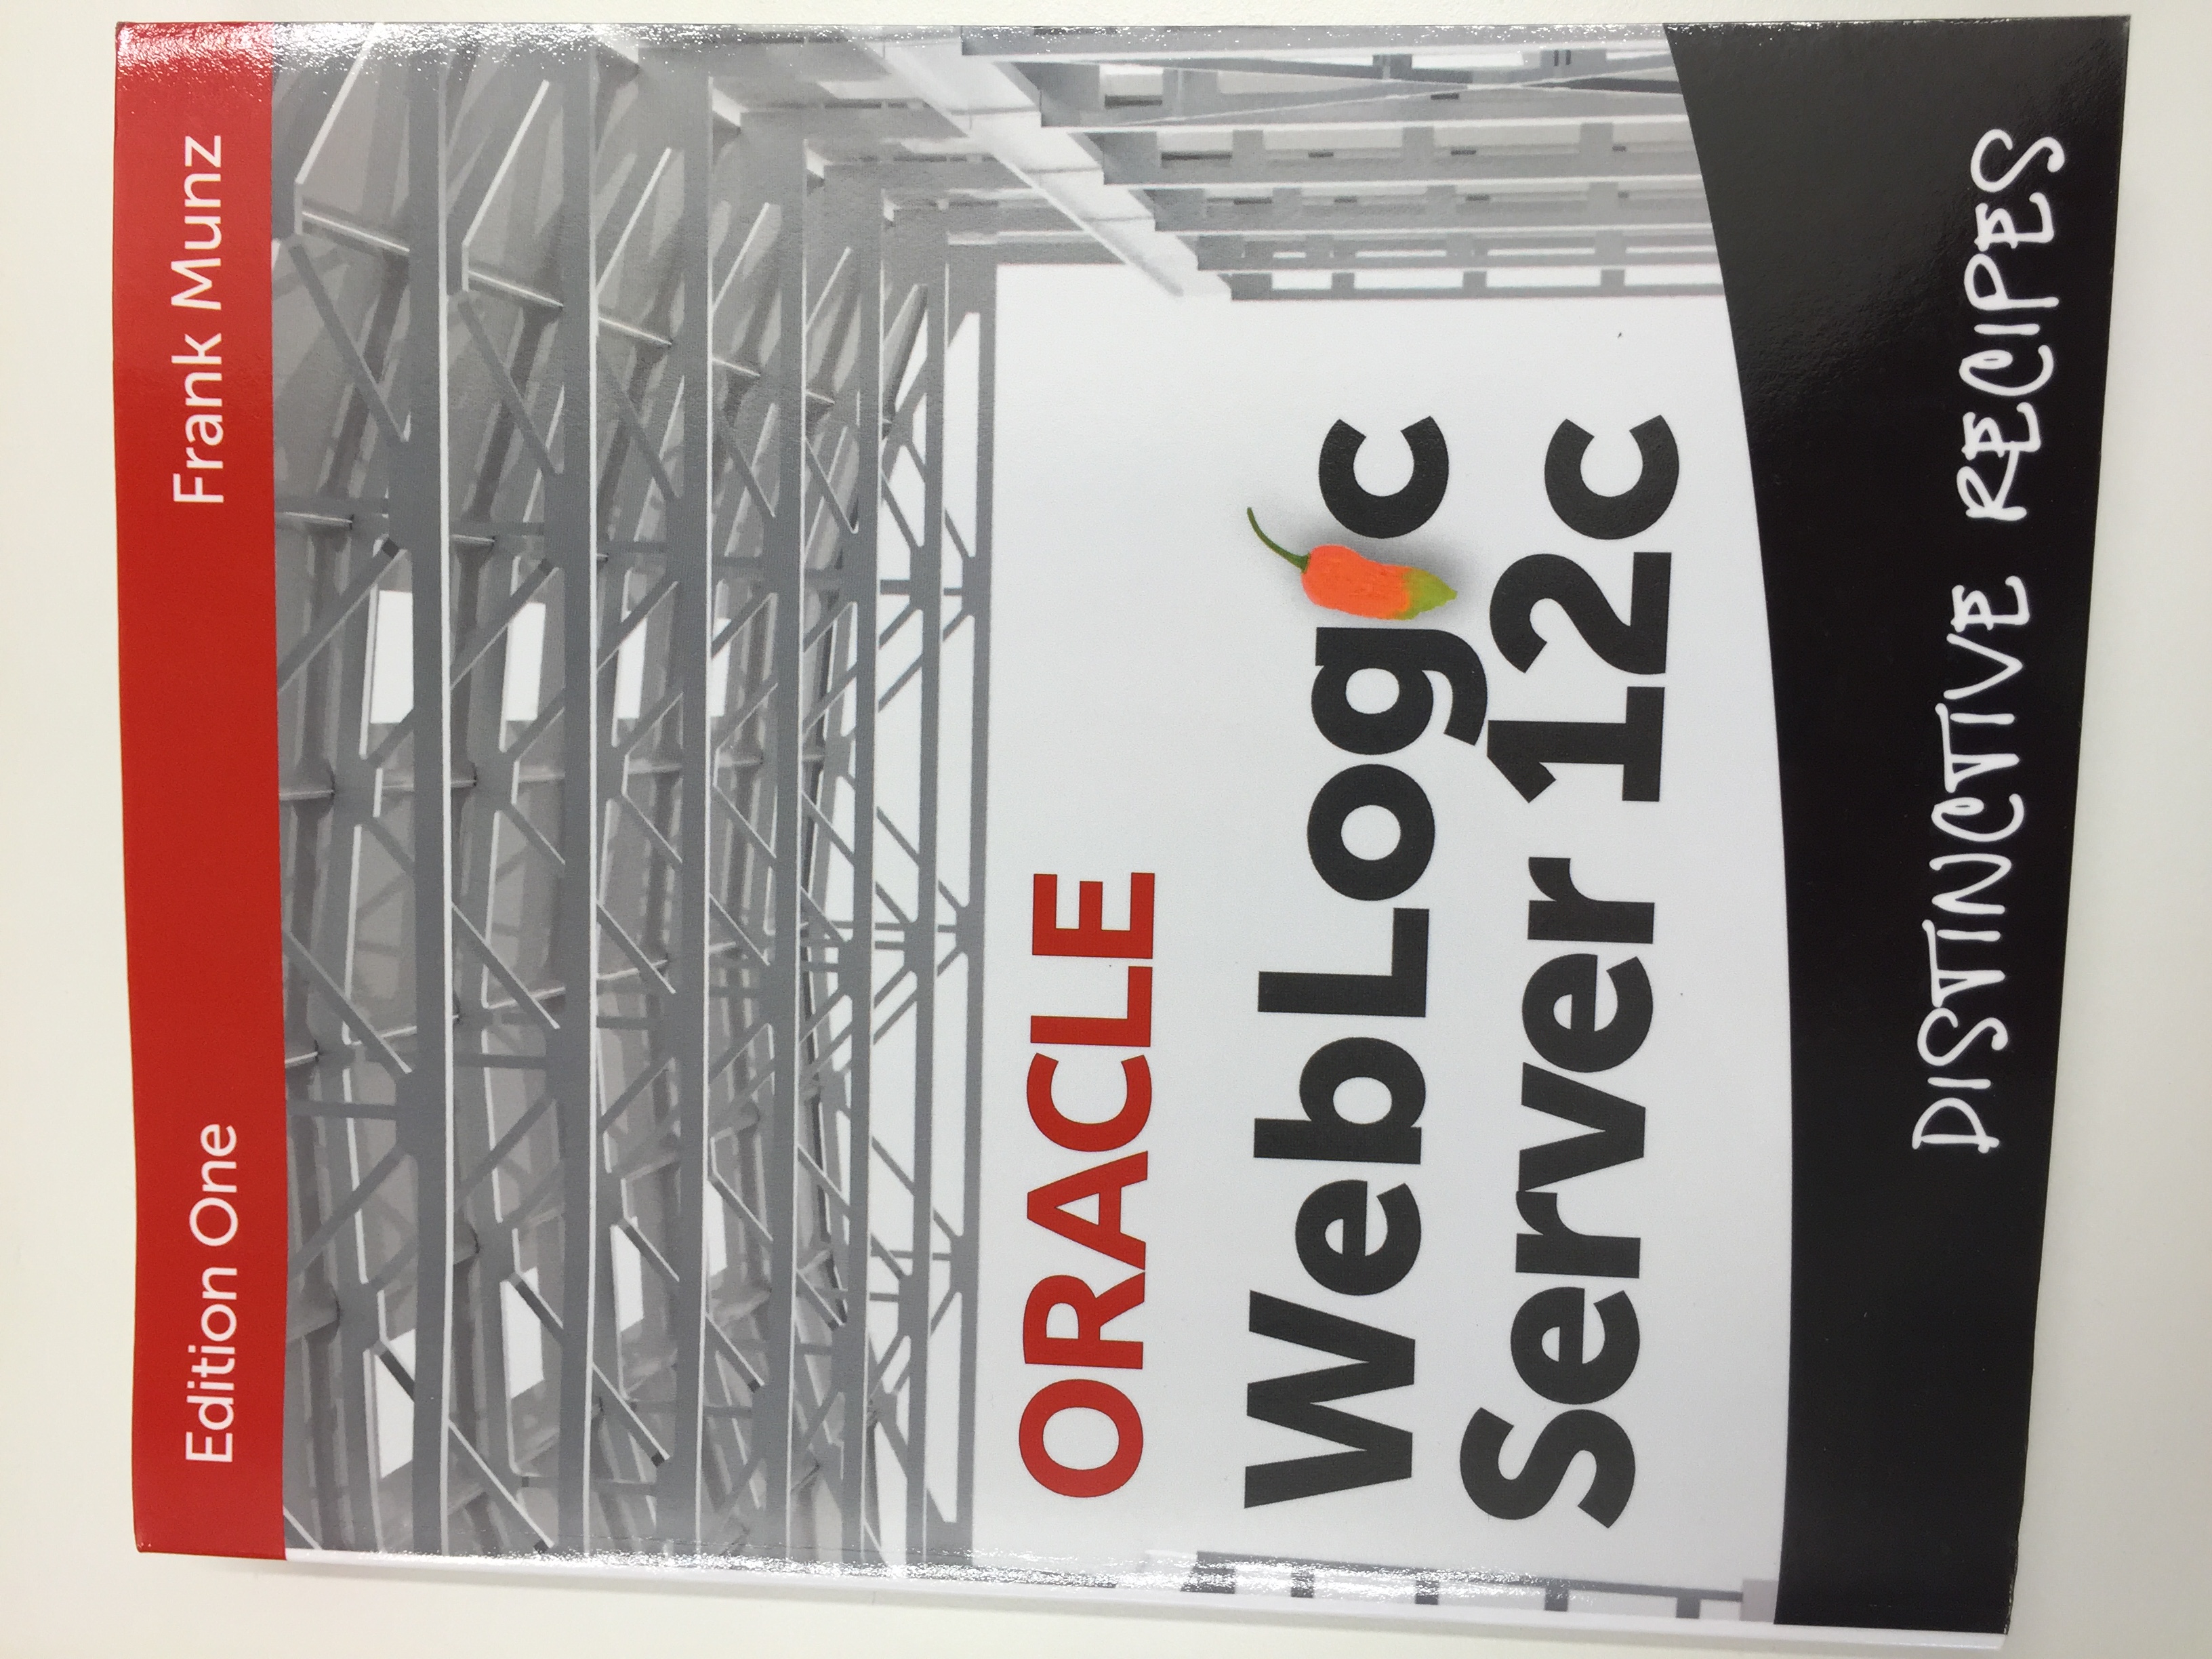 Edition One
Frank Munz
ORACLE
WebLogic
Server 12c
DISTINCTIVE RECIPES